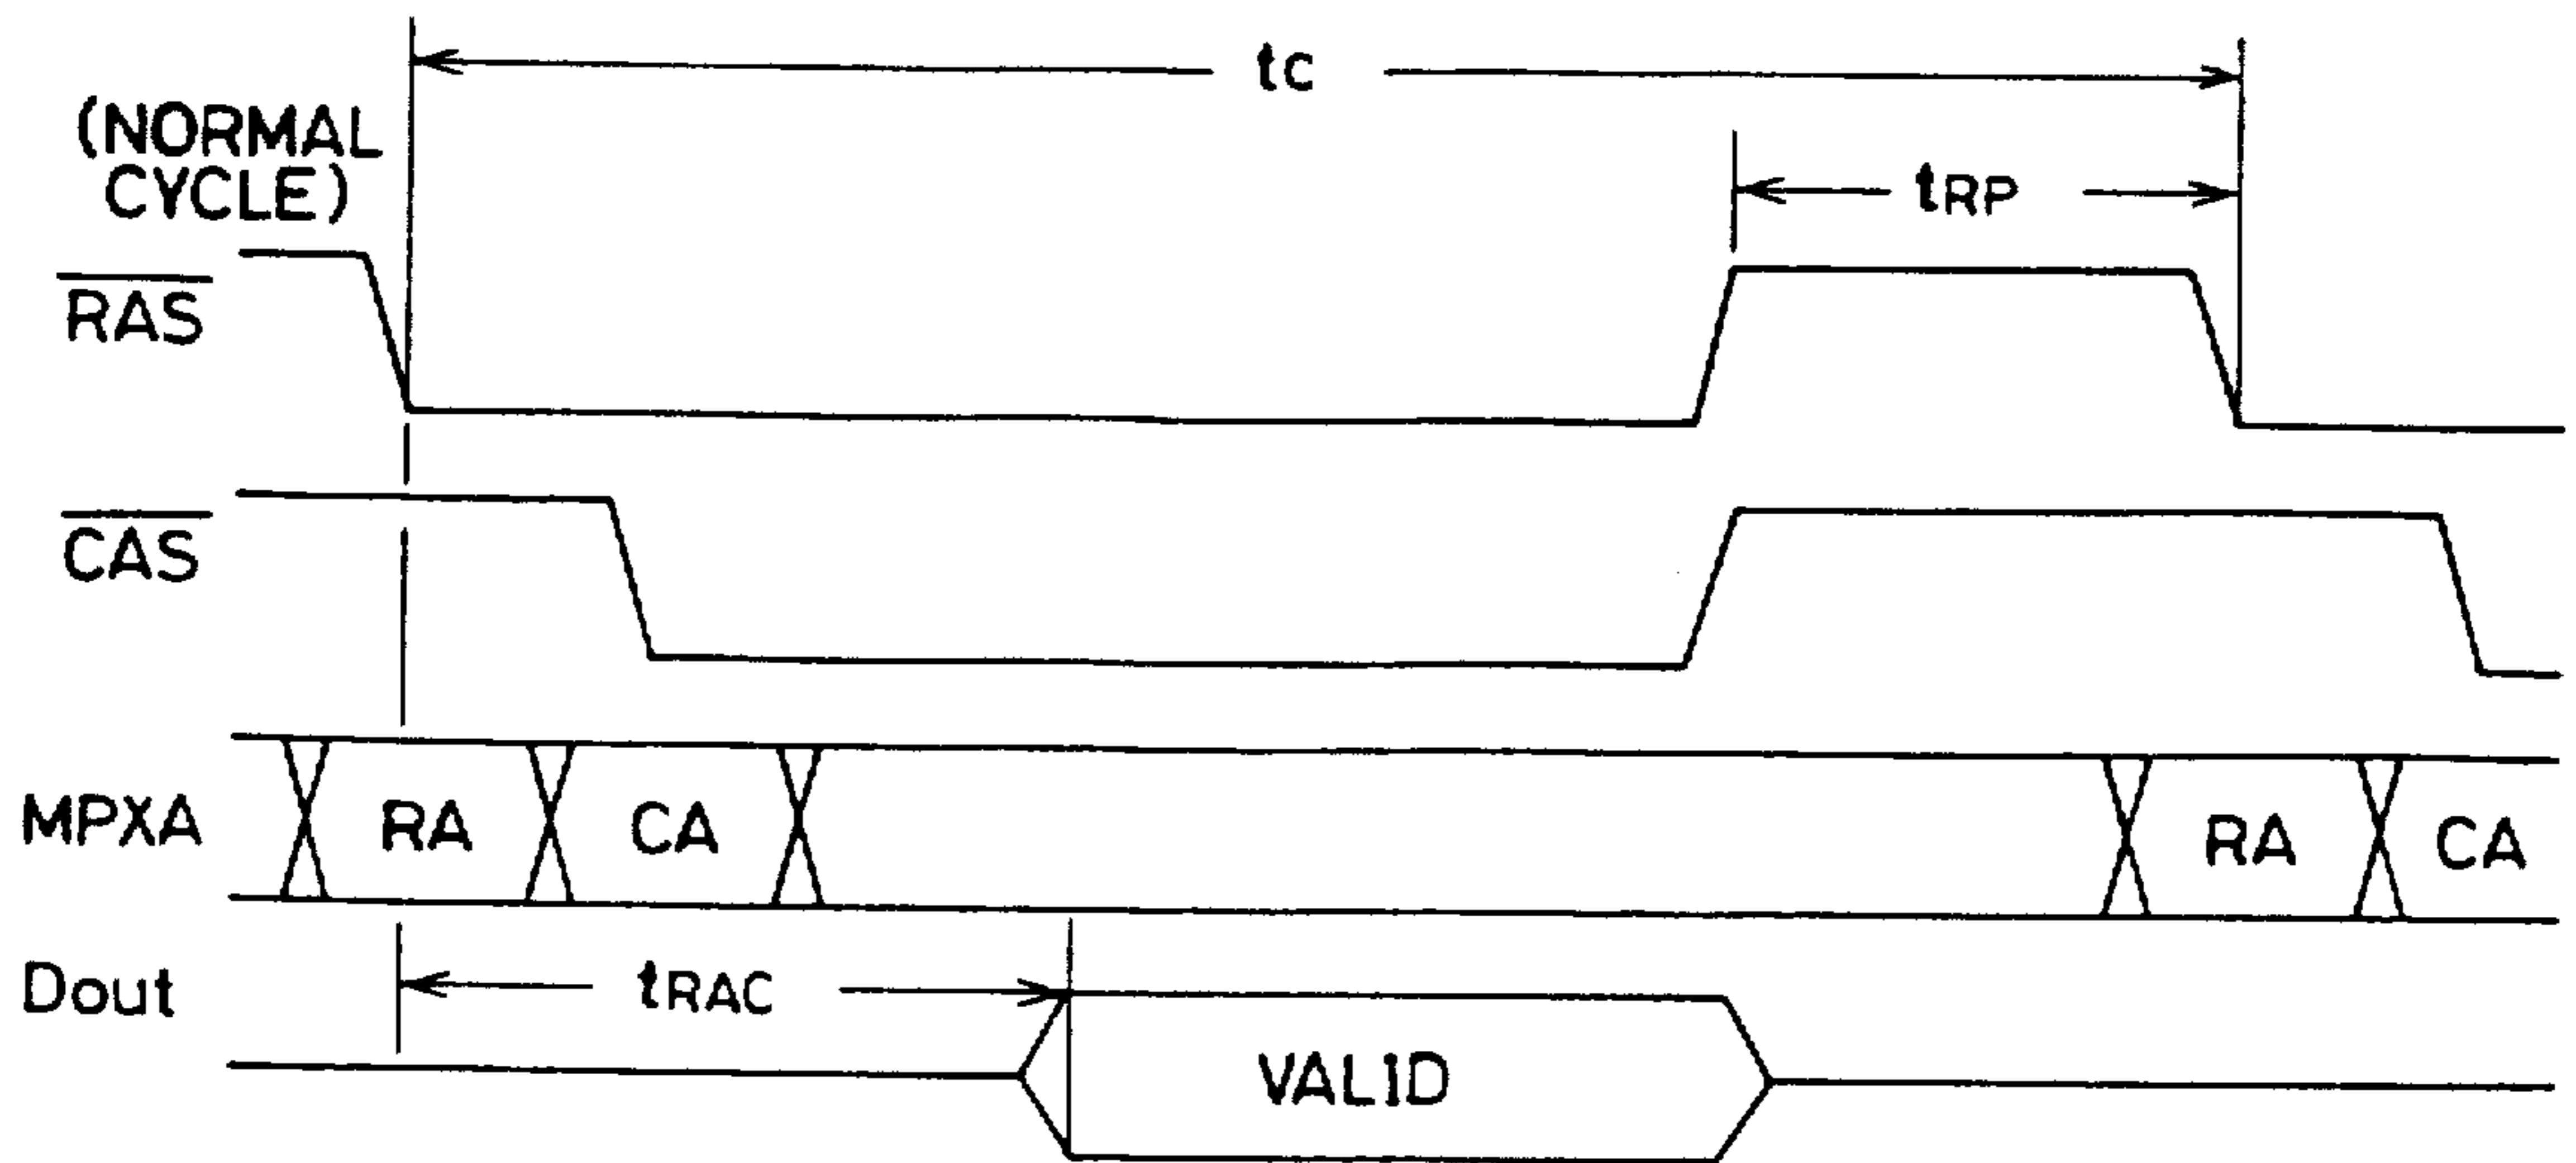 tc
(NORMAL
CYCLE)
tRP
RAS
CAS
MPXA
RA
CA
RA
CA
Dout
tRAC
VALID